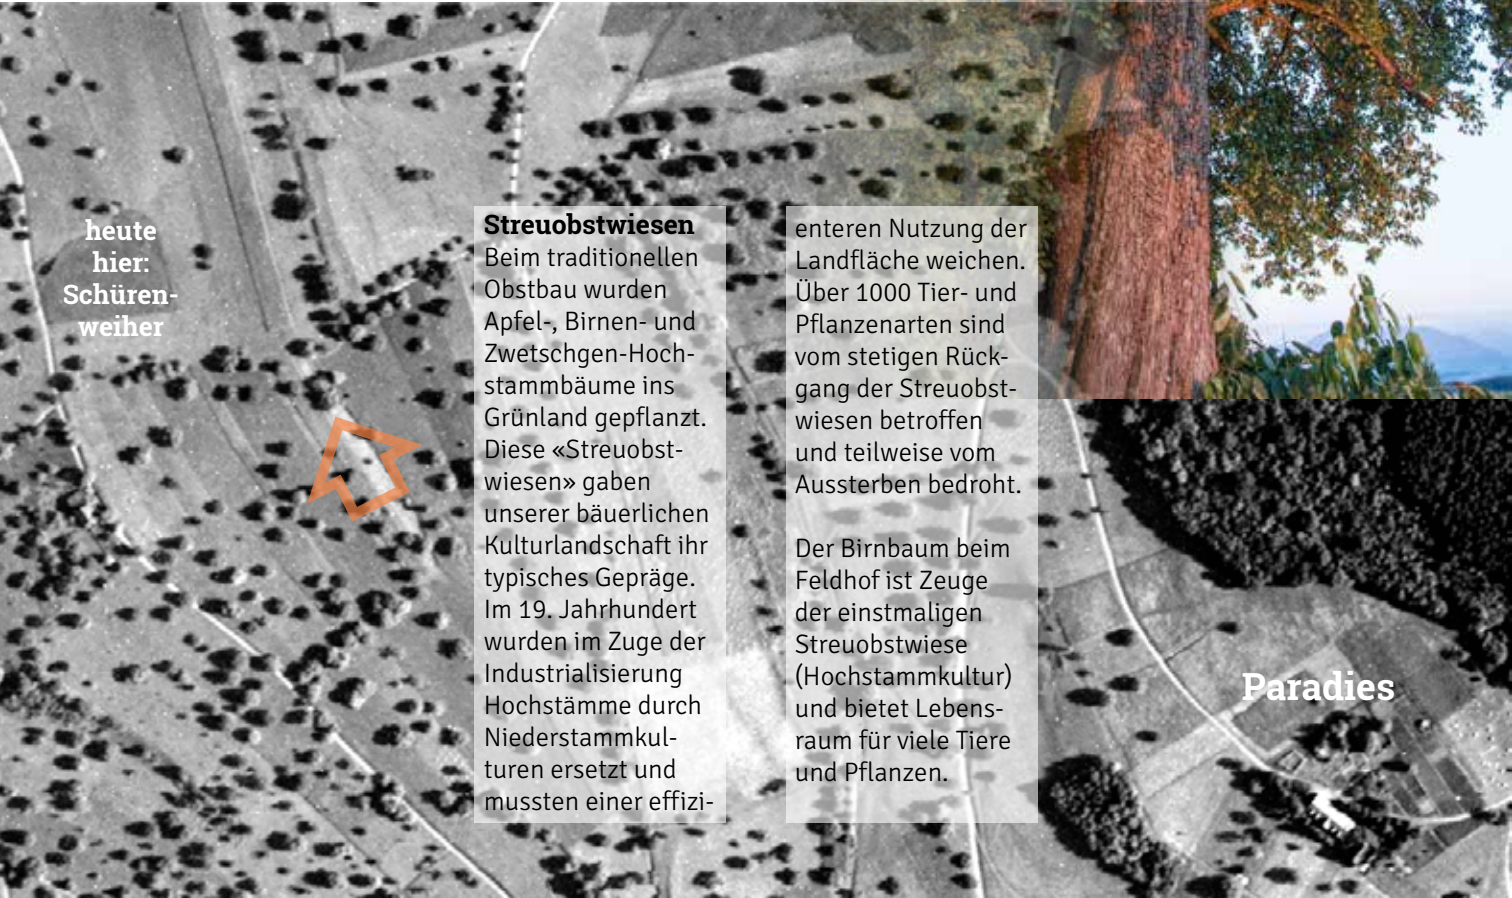 heute
hier:
Schüren-
weiher
Streuobstwiesen
Beim traditionellen
Obstbau wurden
Apfel-, Birnen- und
Zwetschgen-Hoch-
stammbäume ins
Grünland gepflanzt.
Diese «Streuobst-
wiesen» gaben
unserer bäuerlichen
Kulturlandschaft ihr
typisches Gepräge.
Im 19. Jahrhundert
wurden im Zuge der
Industrialisierung
Hochstämme durch
Niederstammkul-
turen ersetzt und
mussten einer effizi-
enteren Nutzung der
Landfläche weichen.
Über 1000 Tier- und
Pflanzenarten sind
vom stetigen Rück-
gang der Streuobst-
wiesen betroffen
und teilweise vom
Aussterben bedroht.
Der Birnbaum beim
Feldhof ist Zeuge
der einstmaligen
Streuobstwiese
(Hochstammkultur)
und bietet Lebens-
raum für viele Tiere
und Pflanzen.
Paradies